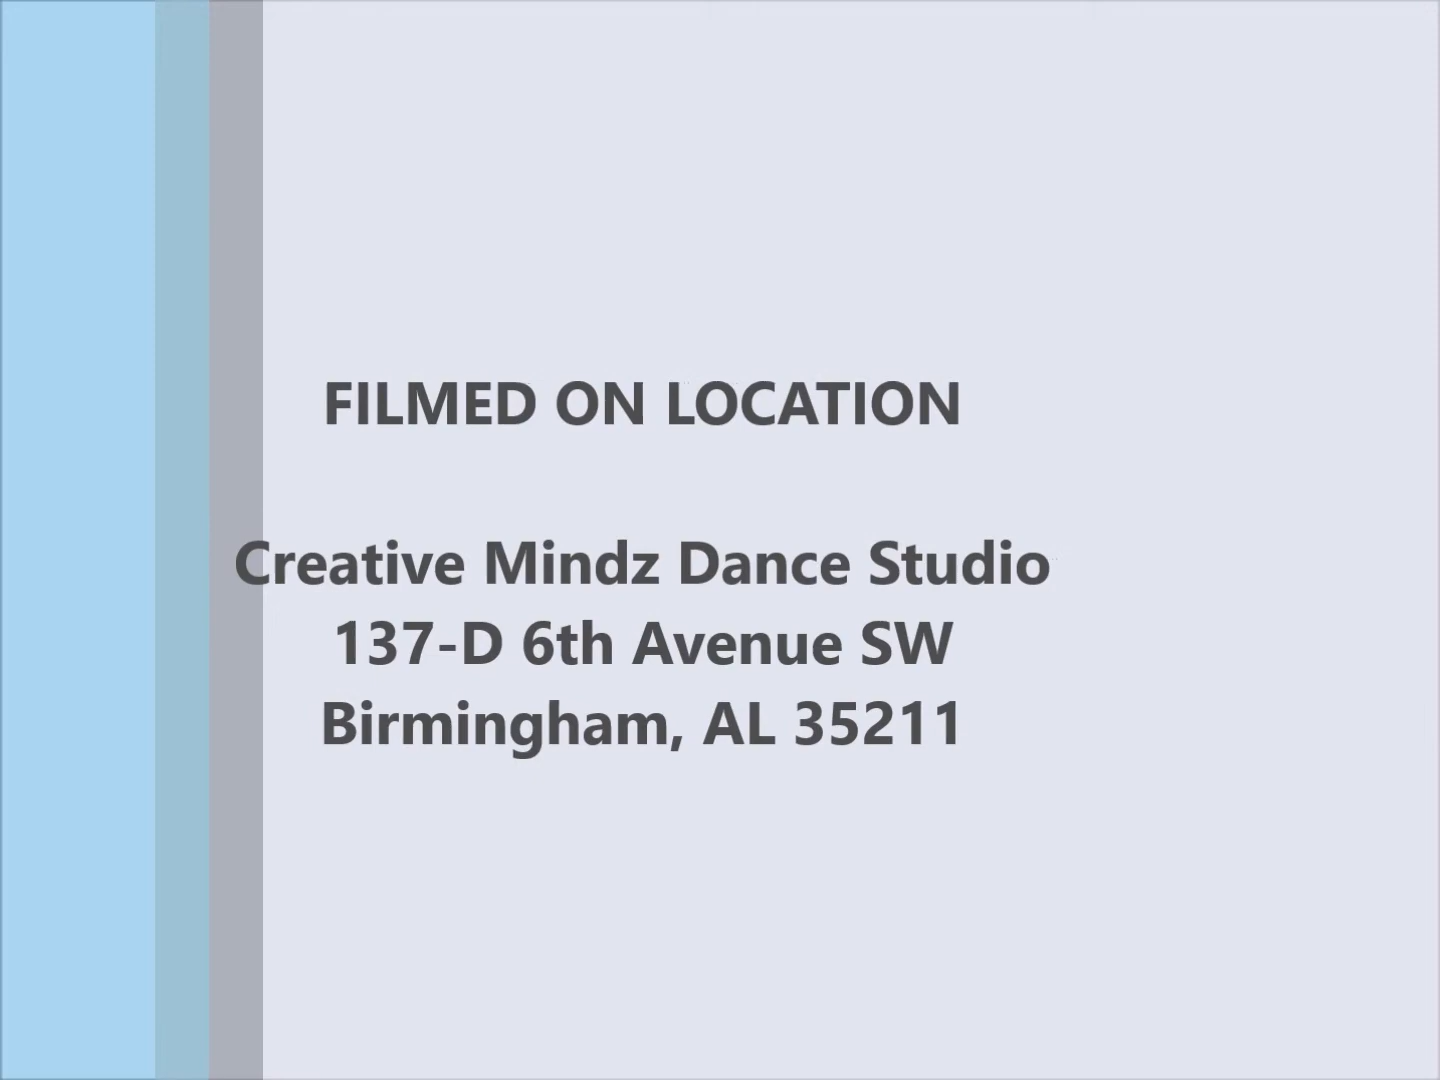 FILMED ON LOCATION
Creative Mindz Dance Studio
137-D 6th Avenue SW
Birmingham, AL 35211